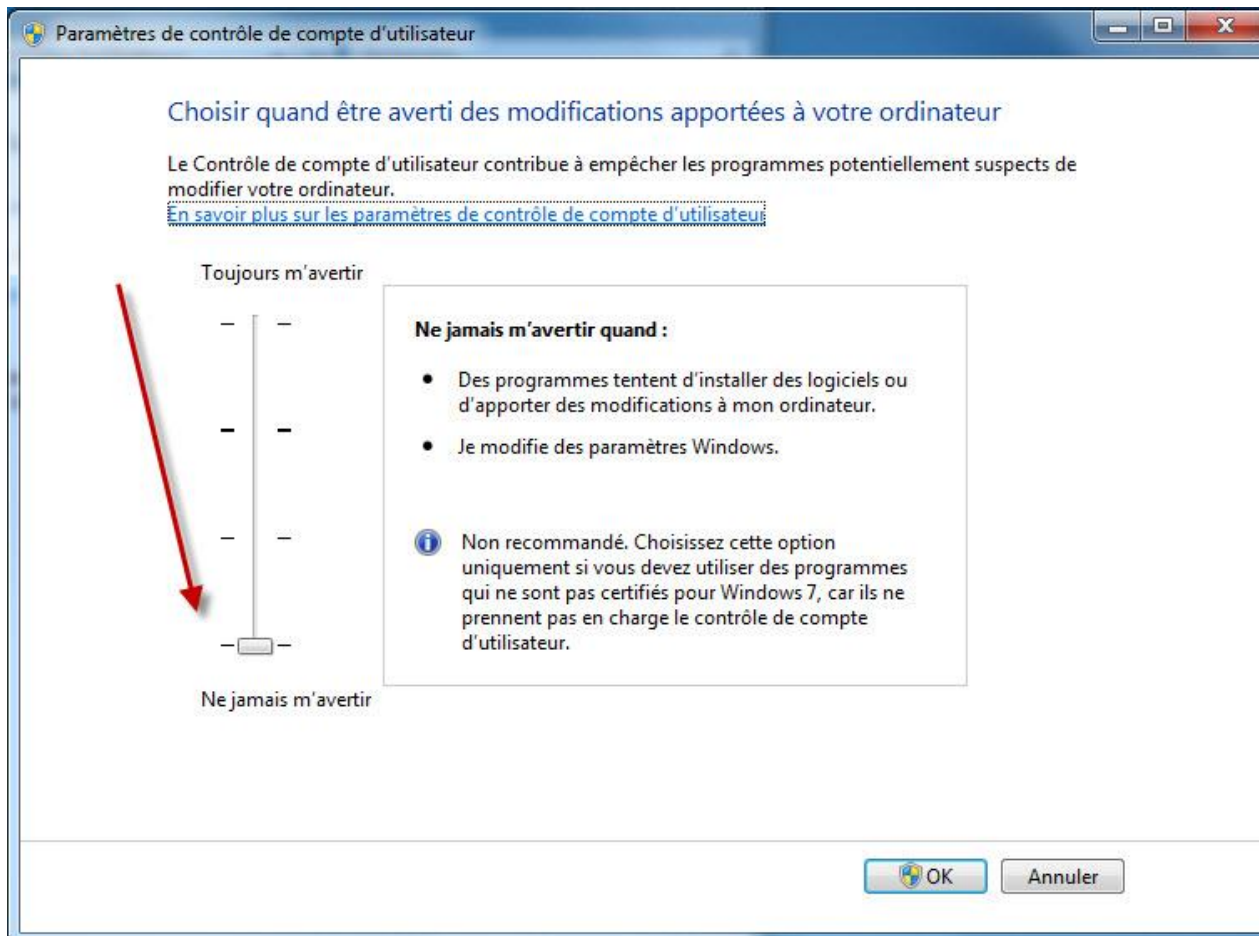 Paramètres de contrôle de compte d'utilisateur
Choisir quand être averti des modifications apportées à votre ordinateur
Le Contrôle de compte d'utilisateur contribue à empêcher les programmes potentiellement suspects de
modifier votre ordinateur.
En savoir plus sur les paramètres de contrôle de compte d'utilisateur
Toujours m'avertir
Ne jamais m'avertir quand :
• Des programmes tentent d'installer des logiciels ou
d'apporter des modifications à mon ordinateur.
• Je modifie des paramètres Windows.
Non recommandé. Choisissez cette option
uniquement si vous devez utiliser des programmes
qui ne sont pas certifiés pour Windows 7, car ils ne
prennent pas en charge le contrôle de compte
d'utilisateur.
Ne jamais m'avertir
OK
Annuler